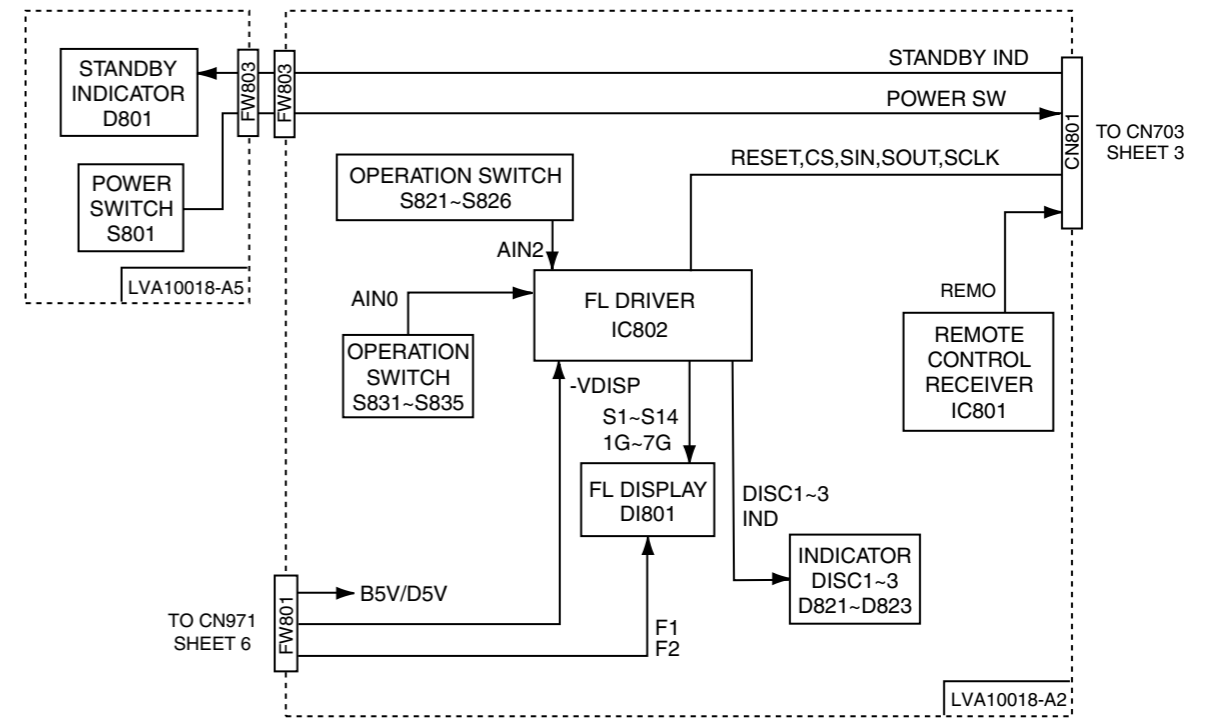 STANDBY
INDICATOR
D801
POWER
SWITCH
S801
LVA10018-A5
FW803
FW803
STANDBY IND
POWER SW
CN801
TO CN703
SHEET 3
RESET,CS,SIN,SOUT,SCLK
OPERATION SWITCH
S821~S826
AIN2
AIN0
FL DRIVER
IC802
OPERATION
SWITCH
S831~S835
REMO
REMOTE
CONTROL
RECEIVER
IC801
-VDISP
S1~S14
1G~7G
FL DISPLAY
DI801
DISC1~3
IND
INDICATOR
DISC1~3
D821~D823
B5V/D5V
TO CN971
SHEET 6
FW801
F1
F2
LVA10018-A2